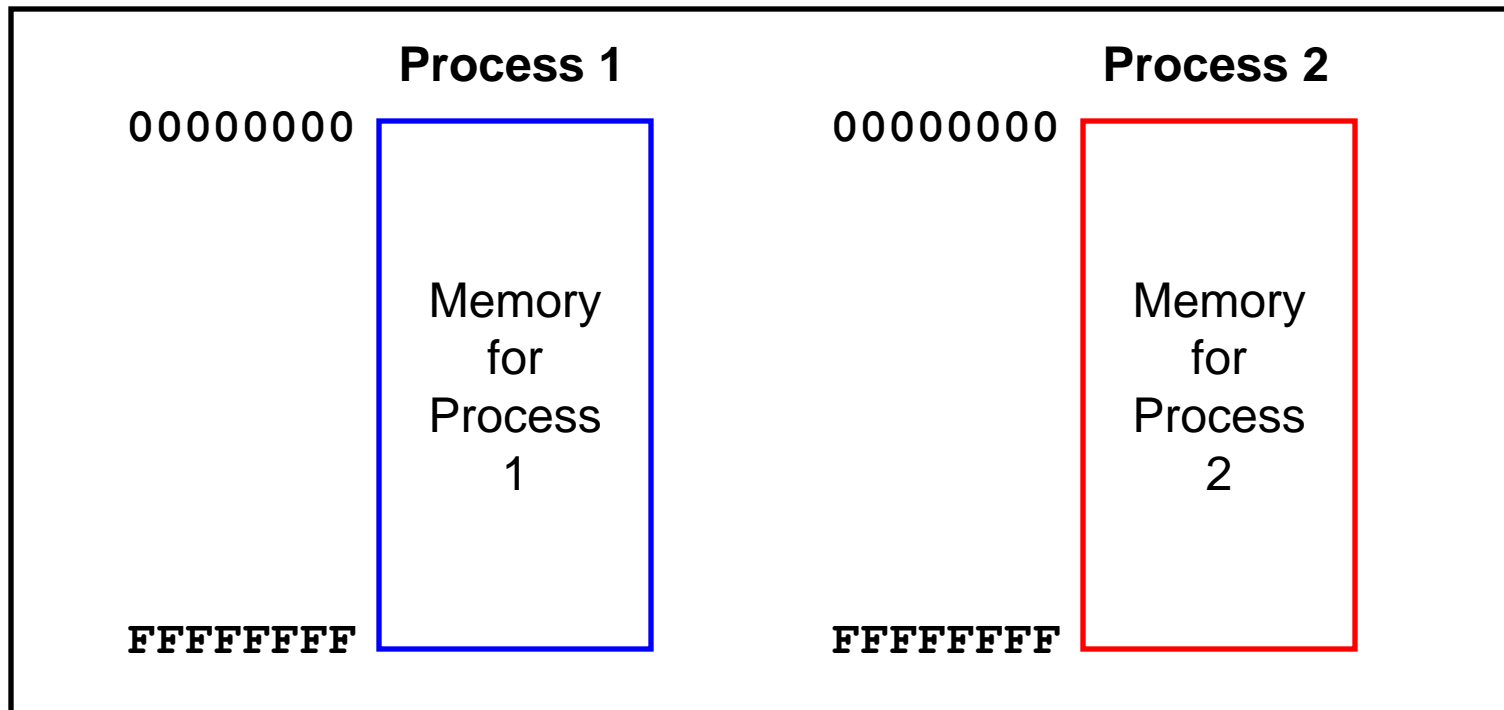 Process 1
00000000
Memory
for
Process
1
FFFFFFFF
Process 2
00000000
Memory
for
Process
2
FFFFFFFF